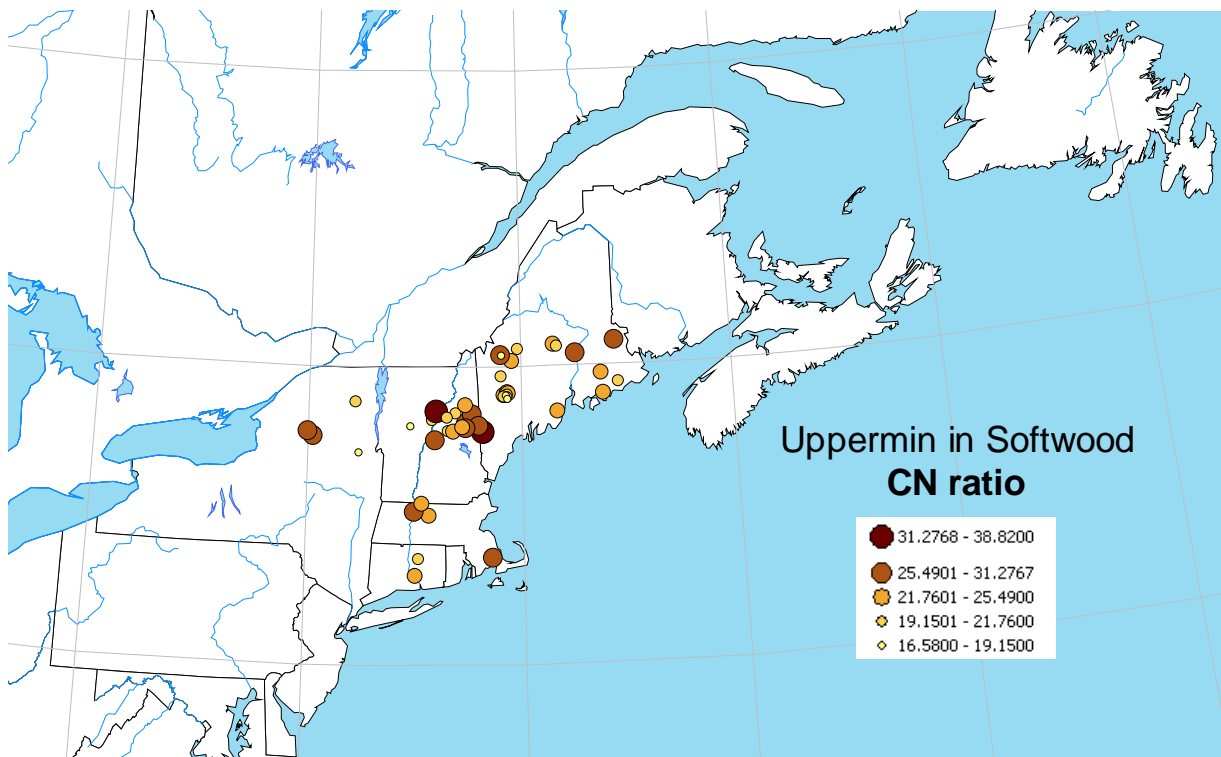 Uppermin in Softwood
CN ratio
31.2768 - 38.8200
25.4901 - 31.2767
21.7601 - 25.4900
19.1501 - 21.7600
16.5800 - 19.1500